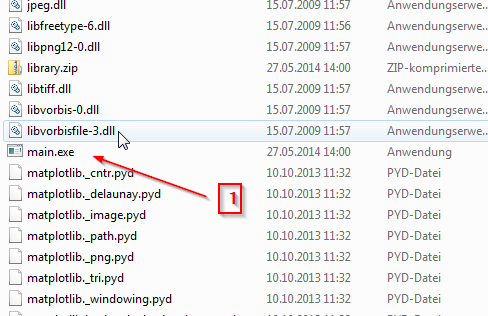 jpeg.dll 15.07.2009 11:57 Anwendungserwe...
libfreetype-6.dll 15.07.2009 11:57 Anwendungserwe...
libpng12-0.dll 15.07.2009 11:57 Anwendungserwe...
library.zip 27.05.2014 14:00 ZIP-komprimierte...
libtiff.dll 15.07.2009 11:57 Anwendungserwe...
libvorbis-0.dll 15.07.2009 11:57 Anwendungserwe...
libvorbisfile-3.dll 15.07.2009 11:57 Anwendungserwe...
main.exe 27.05.2014 14:00 Anwendung
matplotlib._cntr.pyd 10.10.2013 11:32 PYD-Datei
matplotlib._delaunay.pyd 10.10.2013 11:32 PYD-Datei
1
matplotlib._image.pyd 10.10.2013 11:32 PYD-Datei
matplotlib._path.pyd 10.10.2013 11:32 PYD-Datei
matplotlib._png.pyd 10.10.2013 11:32 PYD-Datei
matplotlib._tri.pyd 10.10.2013 11:32 PYD-Datei
matplotlib._windowing.pyd 10.10.2013 11:32 PYD-Datei